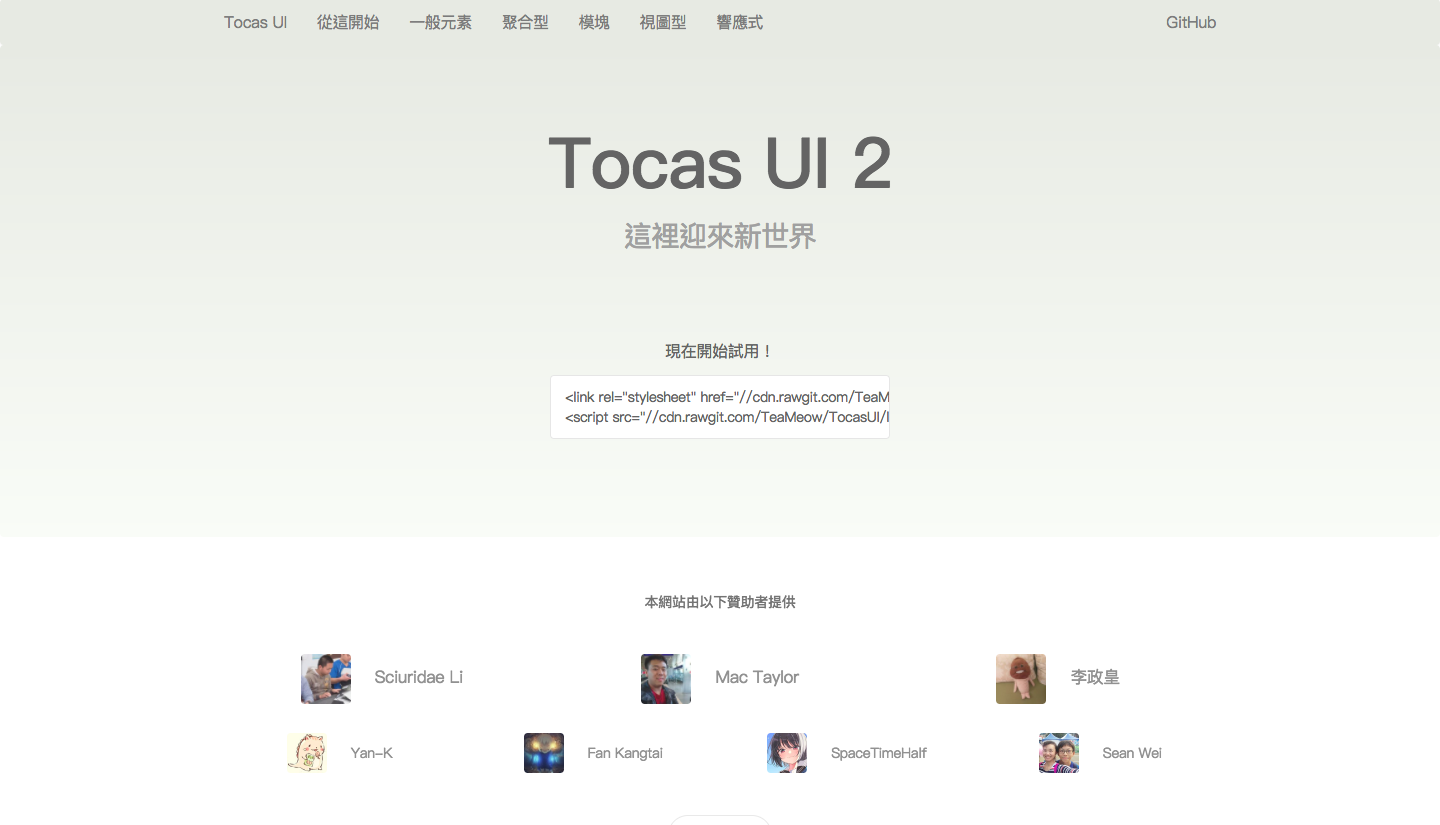 Tocas UI 從這開始 一般元素 聚合型 模塊 視圖型 響應式 GitHub
Tocas UI 2
這裡迎來新世界
現在開始試用！
<link rel="stylesheet" href="//cdn.rawgit.com/TeaM
<script src="//cdn.rawgit.com/TeaMeow/TocasUI/
本網站由以下贊助者提供
Sciuridae Li Mac Taylor 李政皇
Yan-K Fan Kangtai SpaceTimeHalf Sean Wei